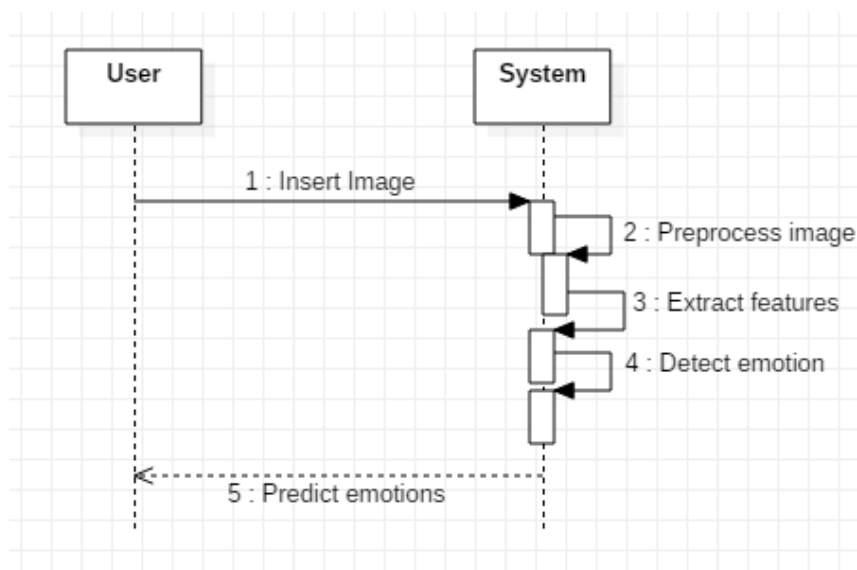 User
System
1 : Insert Image
2 : Preprocess image
3 : Extract features
4 : Detect emotion
5 : Predict emotions